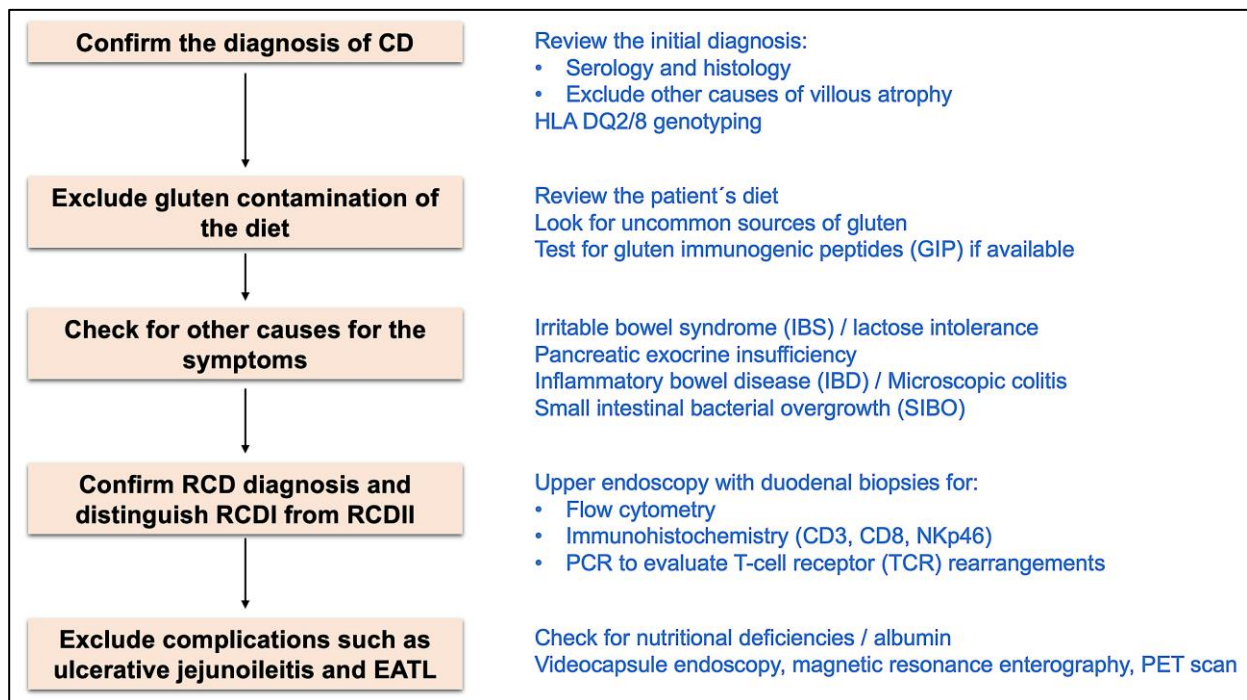 Confirm the diagnosis of CD
Review the initial diagnosis:
• Serology and histology
• Exclude other causes of villous atrophy
HLA DQ2/8 genotyping
Exclude gluten contamination of
the diet
Review the patient´s diet
Look for uncommon sources of gluten
Test for gluten immunogenic peptides (GIP) if available
Check for other causes for the
symptoms
Irritable bowel syndrome (IBS) / lactose intolerance
Pancreatic exocrine insufficiency
Inflammatory bowel disease (IBD) / Microscopic colitis
Small intestinal bacterial overgrowth (SIBO)
Confirm RCD diagnosis and
distinguish RCDI from RCDII
Upper endoscopy with duodenal biopsies for:
• Flow cytometry
• Immunohistochemistry (CD3, CD8, NKp46)
• PCR to evaluate T-cell receptor (TCR) rearrangements
Exclude complications such as
ulcerative jejunoileitis and EATL
Check for nutritional deficiencies / albumin
Videocapsule endoscopy, magnetic resonance enterography, PET scan